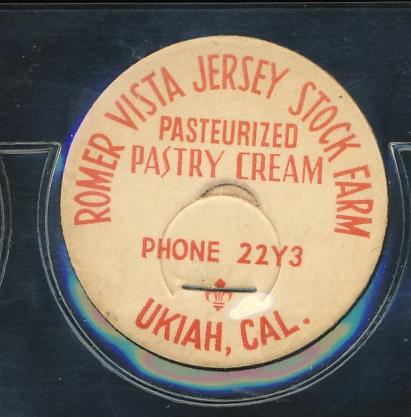 ROMER VISTA JERSEY STOCK FARM
PASTEURIZED
PASTRY CREAM
PHONE 22Y3
UKIAH, CAL.